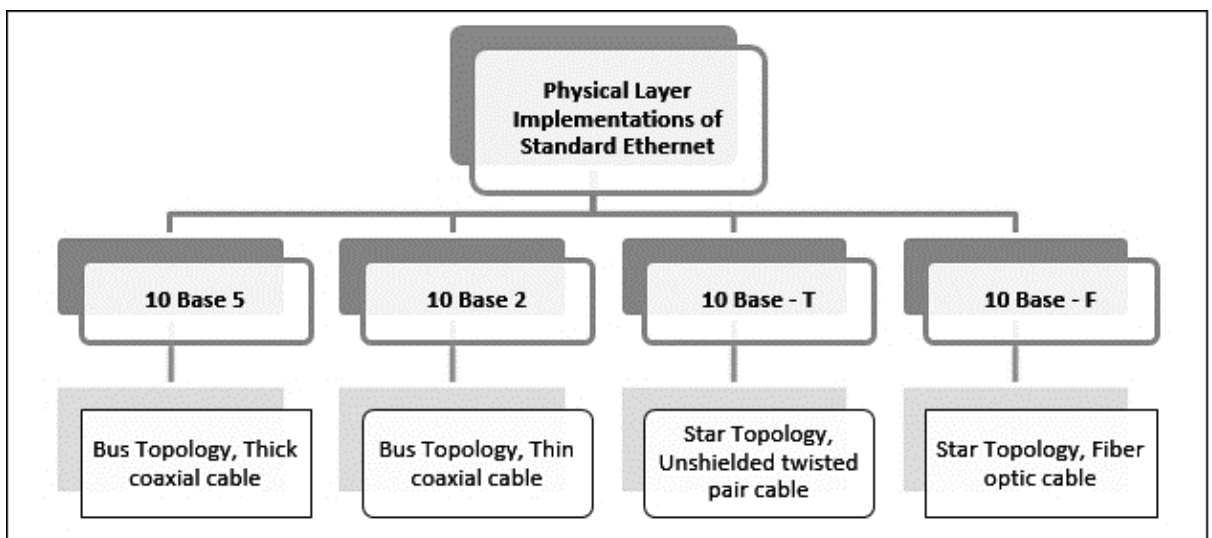 Physical Layer
Implementations of
Standard Ethernet
10 Base 5
10 Base 2
10 Base - T
10 Base - F
Bus Topology, Thick
coaxial cable
Bus Topology, Thin
coaxial cable
Star Topology,
Unshielded twisted
pair cable
Star Topology, Fiber
optic cable